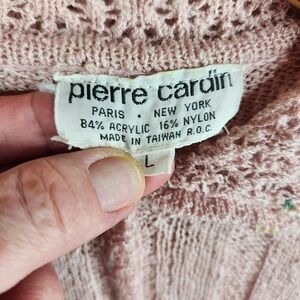 pierre cardin
PARIS . NEW YORK
84% ACRYLIC 16% NYLON
MADE IN TAIWAN R.O.C.
L